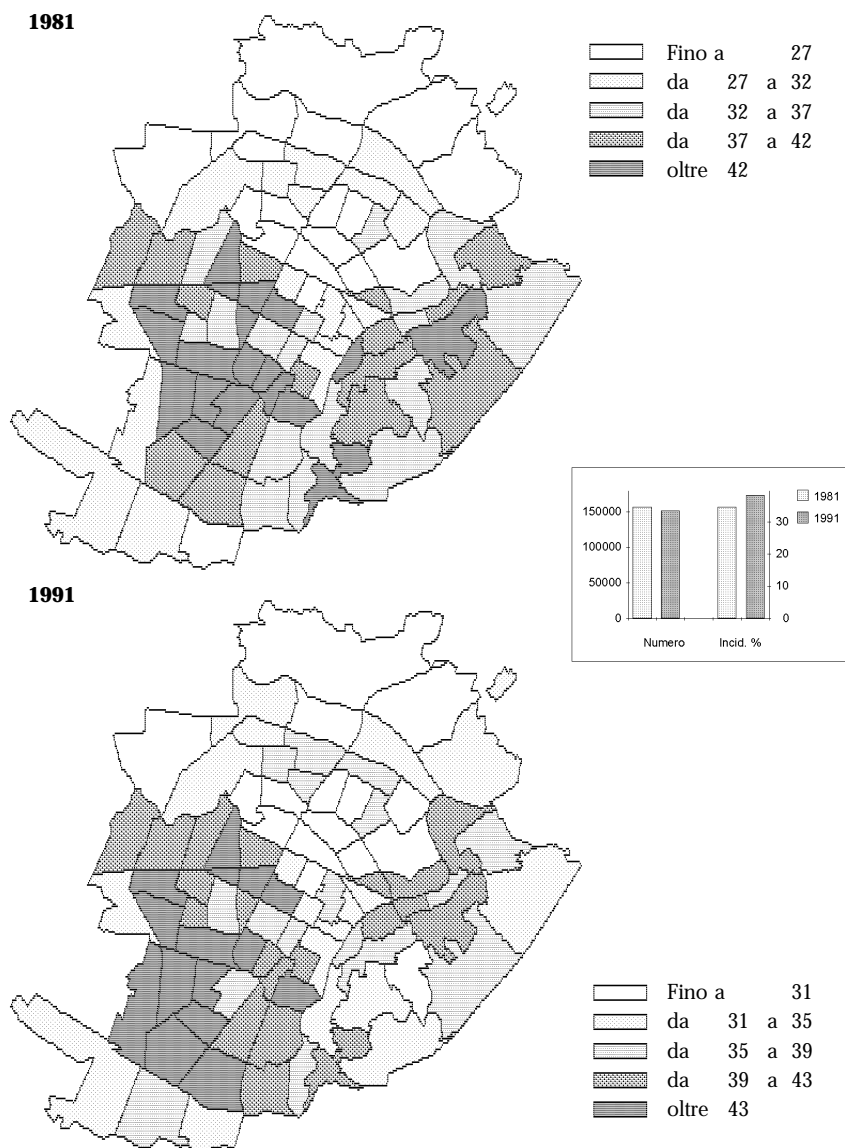 1981
Fino a 27
da 27 a 32
da 32 a 37
da 37 a 42
oltre 42
150000
100000
50000
0
30
20
10
0
Numero
Incid. %
1981
1991
1991
Fino a 31
da 31 a 35
da 35 a 39
da 39 a 43
oltre 43